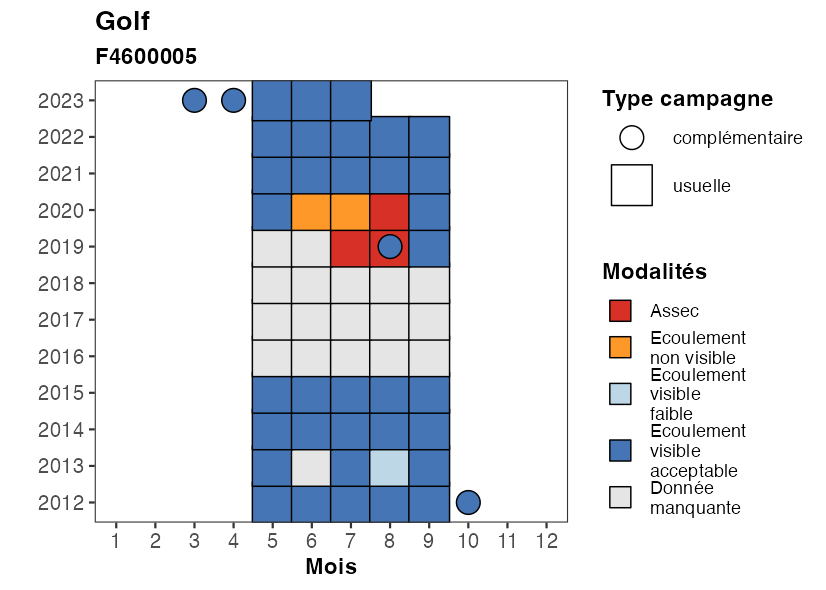 Golf
F4600005
2023
2022
2021
2020
2019
2018
2017
2016
2015
2014
2013
2012
1 2 3 4 5 6 7 8 9 10 11 12
Mois
Type campagne
complémentaire
usuelle
Modalités
Assec
Ecoulement
non visible
Ecoulement
visible
faible
Ecoulement
visible
acceptable
Donnée
manquante